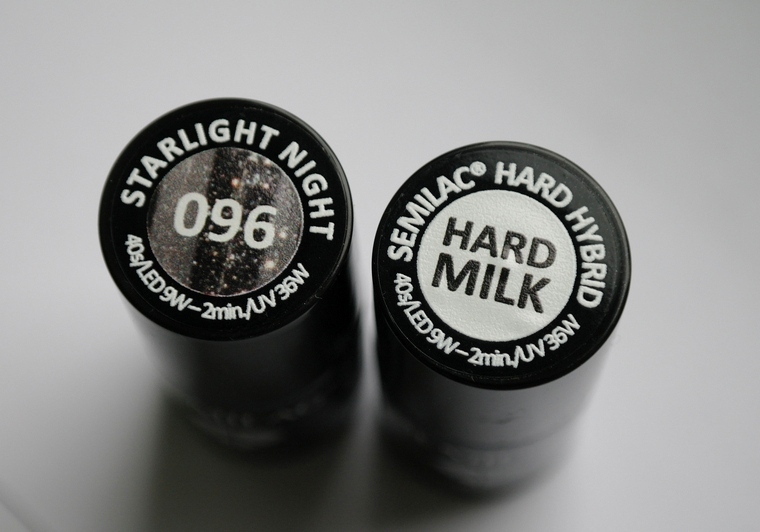 STARLIGHT NIGHT
096
40s/LED 9W–2min./UV 36W
SEMILAC® HARD HYBRID
HARD
MILK
40s/LED 9W–2min./UV 36W